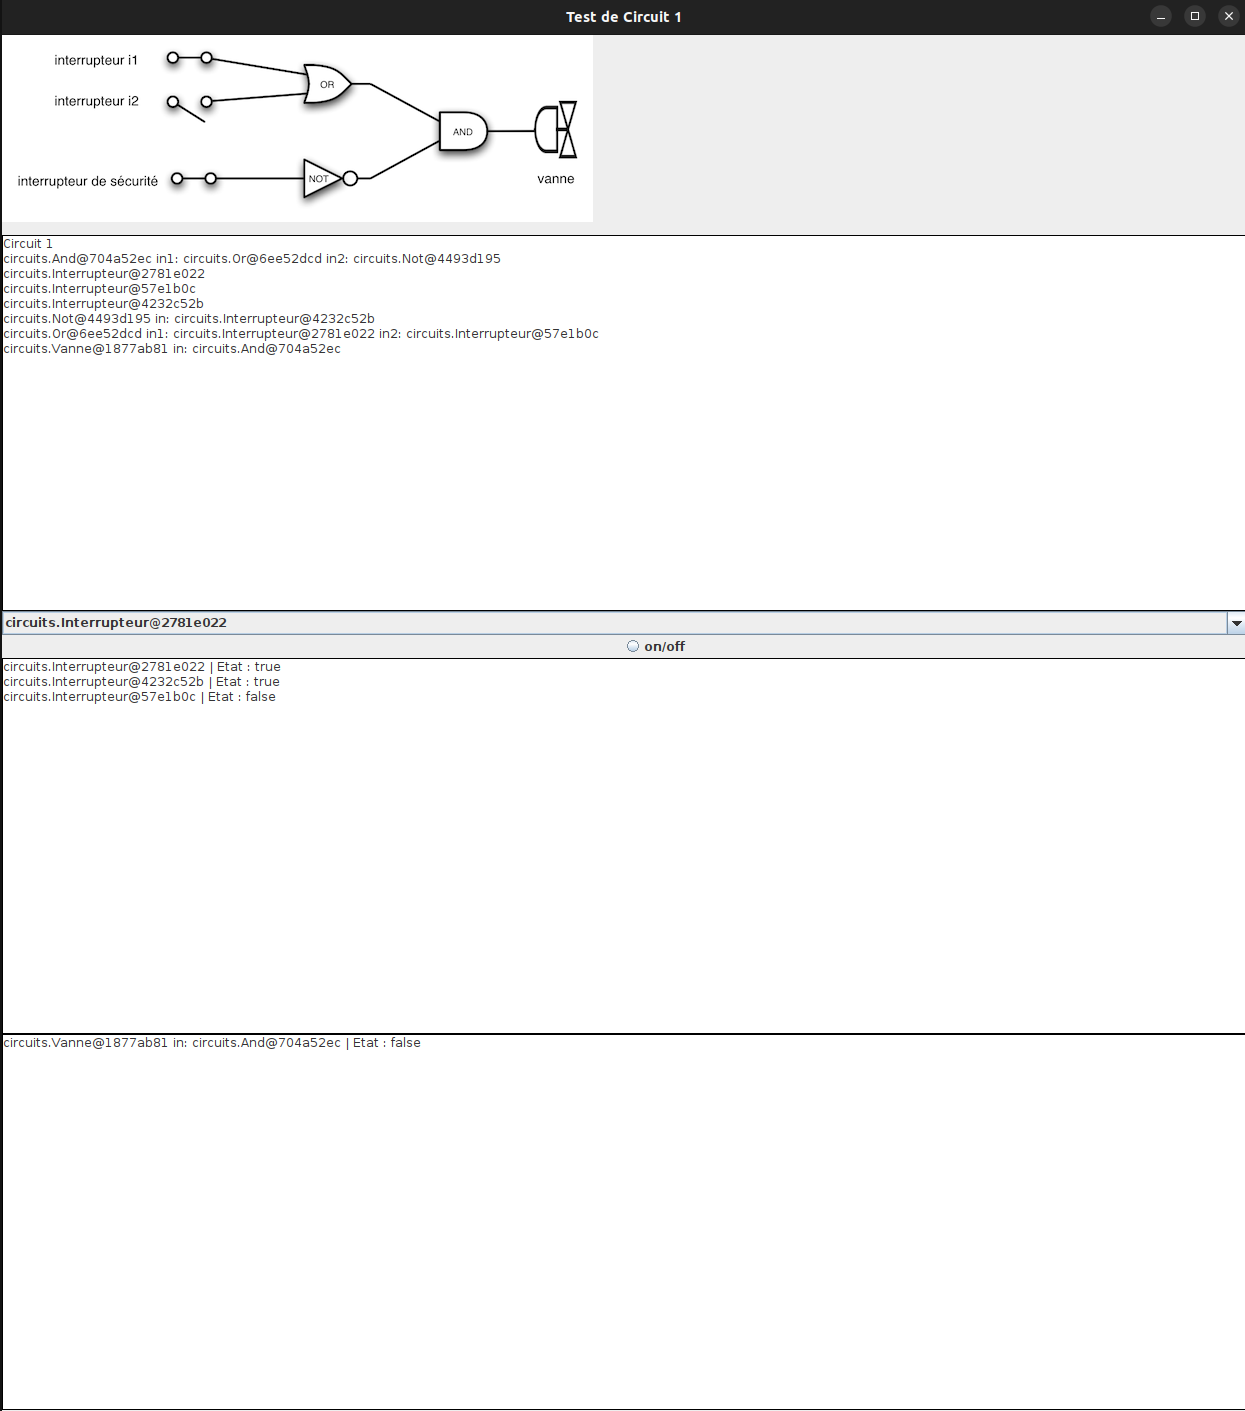 Test de Circuit 1
interrupteur i1
OR
interrupteur i2
AND
NOT
interrupteur de sécurité
vanne
Circuit 1
circuits.And@704a52ec in1: circuits.Or@6ee52dcd in2: circuits.Not@4493d195
circuits.Interrupteur@2781e022
circuits.Interrupteur@57e1b0c
circuits.Interrupteur@4232c52b
circuits.Not@4493d195 in: circuits.Interrupteur@4232c52b
circuits.Or@6ee52dcd in1: circuits.Interrupteur@2781e022 in2: circuits.Interrupteur@57e1b0c
circuits.Vanne@1877ab81 in: circuits.And@704a52ec
circuits.Interrupteur@2781e022
on/off
circuits.Interrupteur@2781e022 | Etat : true
circuits.Interrupteur@4232c52b | Etat : true
circuits.Interrupteur@57e1b0c | Etat : false
circuits.Vanne@1877ab81 in: circuits.And@704a52ec | Etat : false